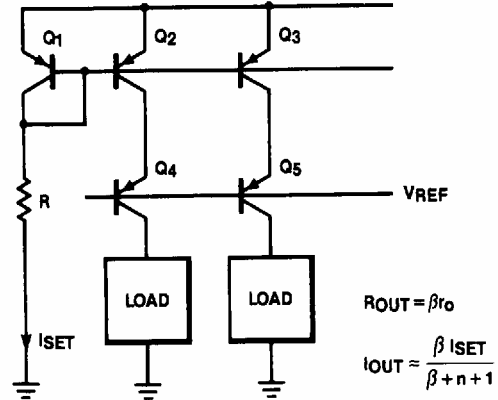 Q1
Q2
Q3
Q4
Q5
VREF
R
LOAD
LOAD
ISET
ROUT = βro
IOUT ≈ β ISET / β + n + 1